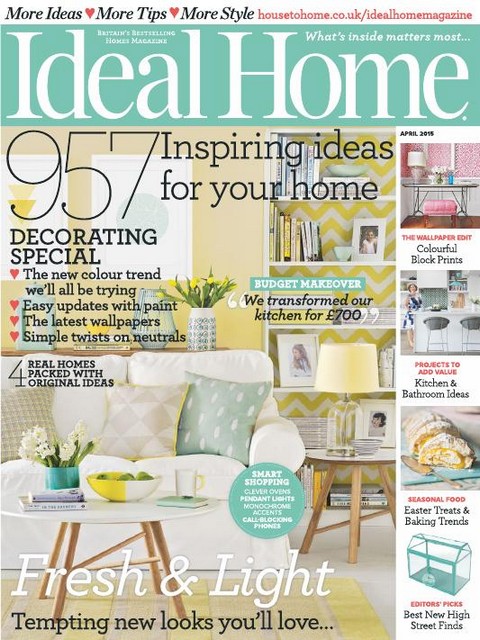 More Ideas ♥ More Tips ♥ More Style housetohome.co.uk/idealhomemagazine
BRITAIN'S BESTSELLING
HOMES MAGAZINE
What's inside matters most...
Ideal Home
APRIL 2015
957 Inspiring ideas
for your home
DECORATING
SPECIAL
♥ The new colour trend
we'll all be trying
♥ Easy updates with paint
♥ The latest wallpapers
♥ Simple twists on neutrals
4 REAL HOMES
PACKED WITH
ORIGINAL IDEAS
BUDGET MAKEOVER
“We transformed our
kitchen for £700”
THE WALLPAPER EDIT
Colourful
Block Prints
PROJECTS TO
ADD VALUE
Kitchen &
Bathroom Ideas
SEASONAL FOOD
Easter Treats &
Baking Trends
EDITORS' PICKS
Best New High
Street Finds
SMART
SHOPPING
CLEVER OVENS
PENDANT LIGHTS
MONOCHROME
ACCENTS
CALL-BLOCKING
PHONES
Fresh & Light
Tempting new looks you'll love...